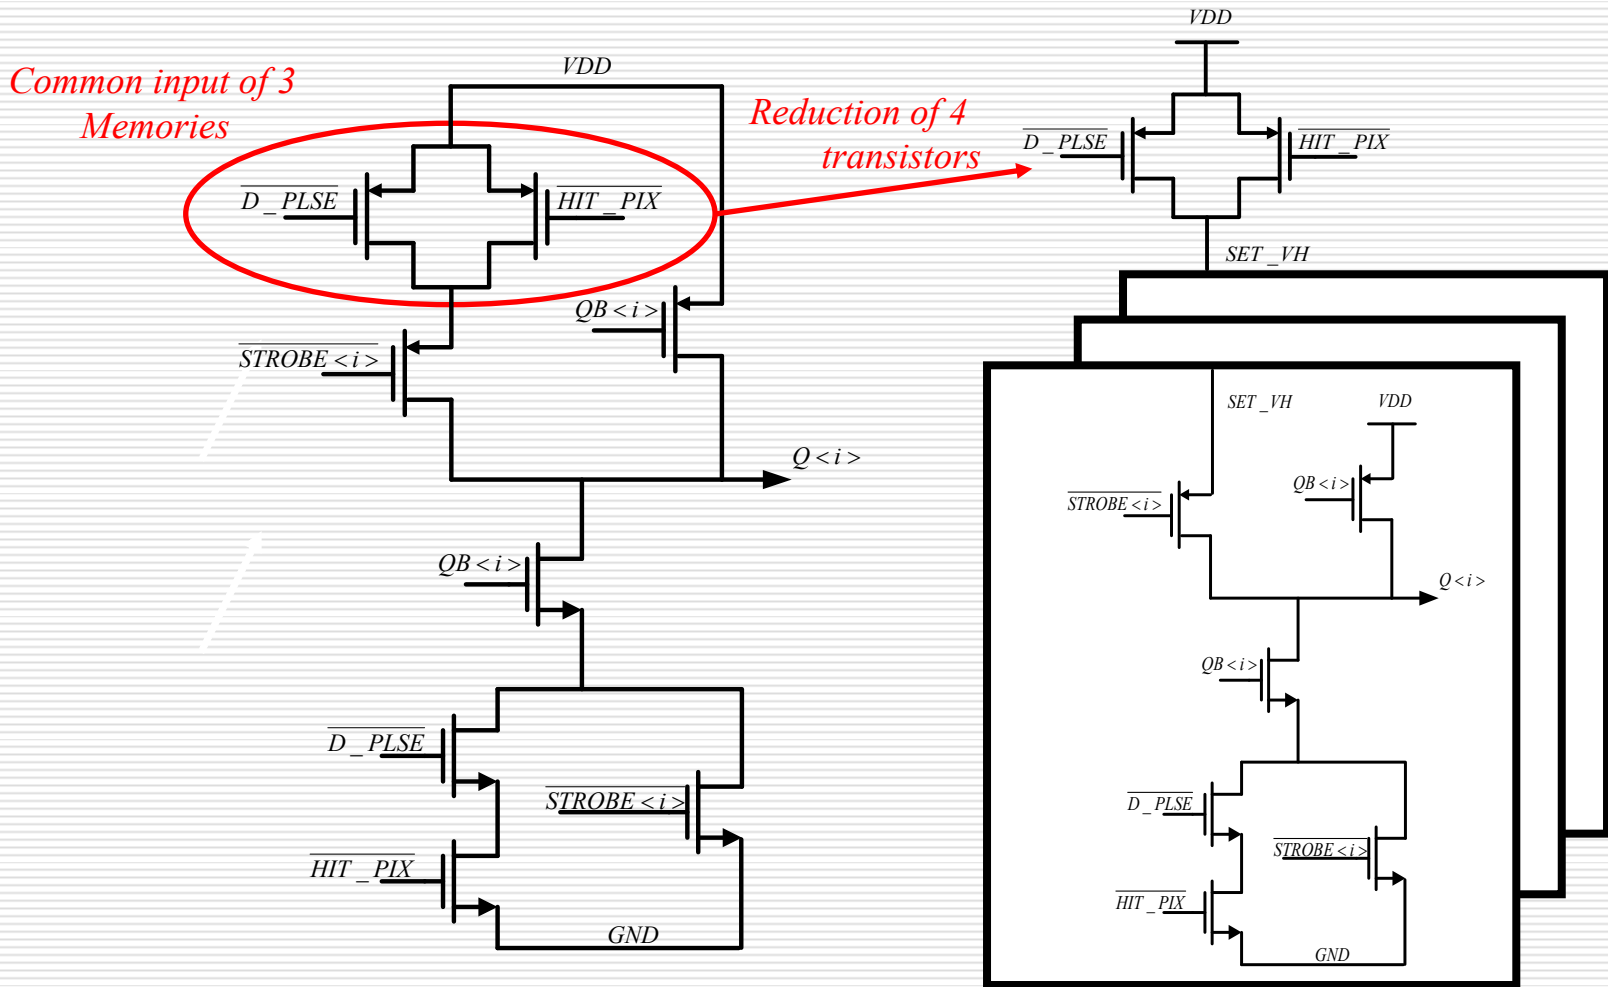 Common input of 3
Memories
VDD
D_PLSE
HIT_PIX
QB<i>
STROBE<i>
Q<i>
QB<i>
D_PLSE
STROBE<i>
HIT_PIX
GND
Reduction of 4
transistors
VDD
D_PLSE
HIT_PIX
SET_VH
SET_VH
VDD
QB<i>
STROBE<i>
Q<i>
QB<i>
D_PLSE
STROBE<i>
HIT_PIX
GND